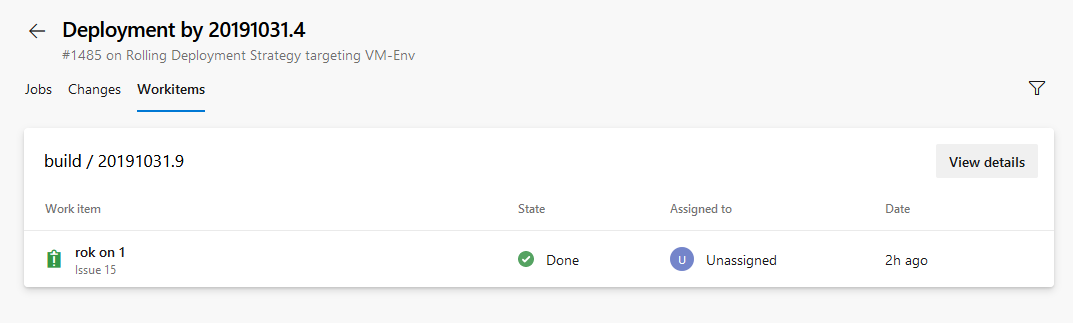 Deployment by 20191031.4
#1485 on Rolling Deployment Strategy targeting VM-Env
Jobs Changes Workitems
build / 20191031.9 View details
Work item State Assigned to Date
rok on 1
Issue 15
Done U Unassigned 2h ago